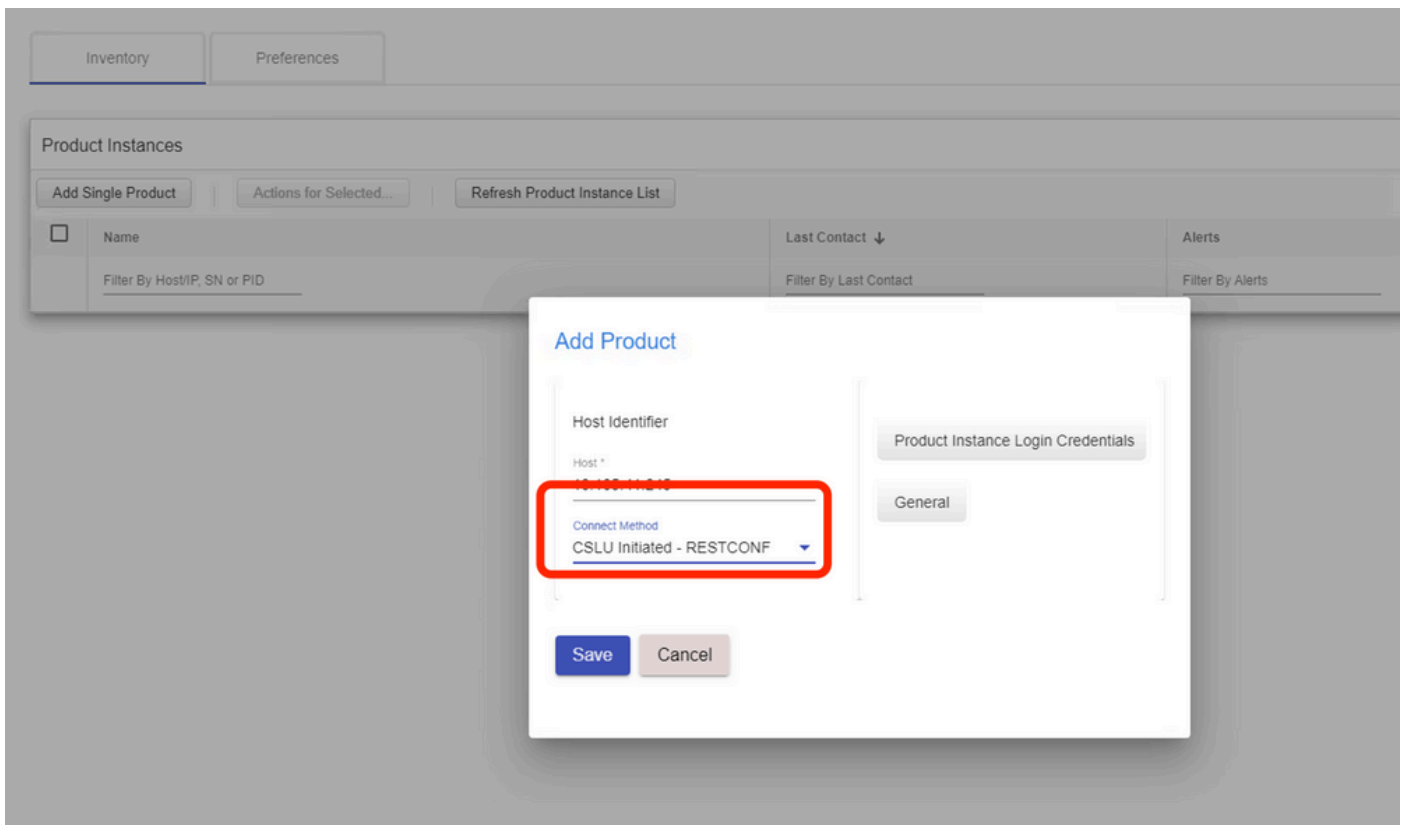 Inventory
Preferences
Product Instances
Add Single Product
Actions for Selected...
Refresh Product Instance List
Name
Last Contact
Alerts
Filter By Host/IP, SN or PID
Filter By Last Contact
Filter By Alerts
Add Product
Host Identifier
Host *
Connect Method
CSLU Initiated - RESTCONF
Product Instance Login Credentials
General
Save
Cancel